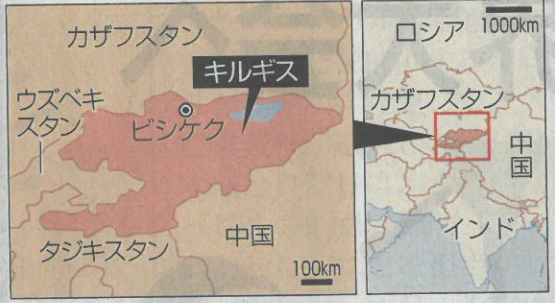 カザフスタン
キルギス
ウズベキ
スタン
ビシケク
中国
タジキスタン
100km
1000km
ロシア
カザフスタン
中国
インド